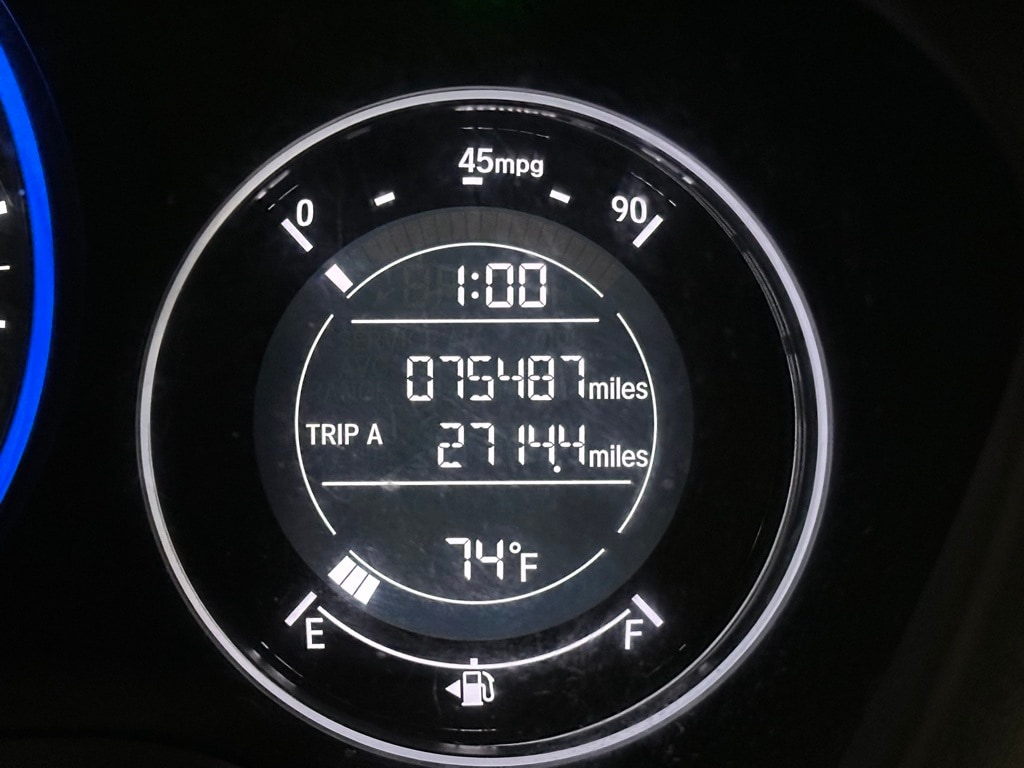 45mpg
0 90
1:00
075487miles
TRIP A 2714.4miles
74°F
E F